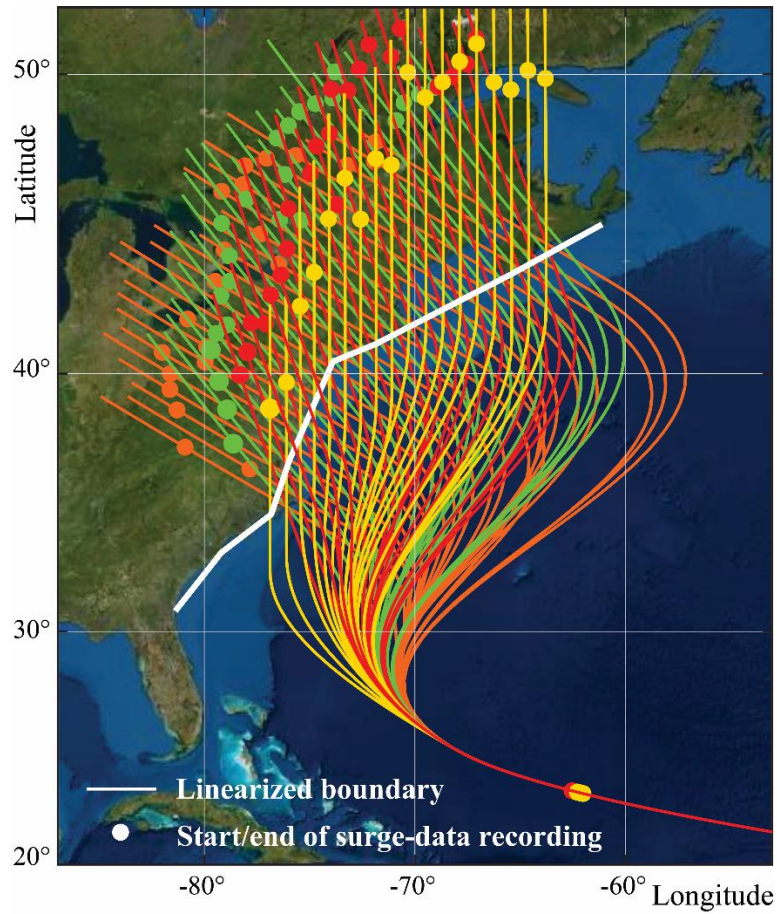 Latitude
50°
40°
30°
20°
Linearized boundary
Start/end of surge-data recording
-80°
-70°
-60°
Longitude